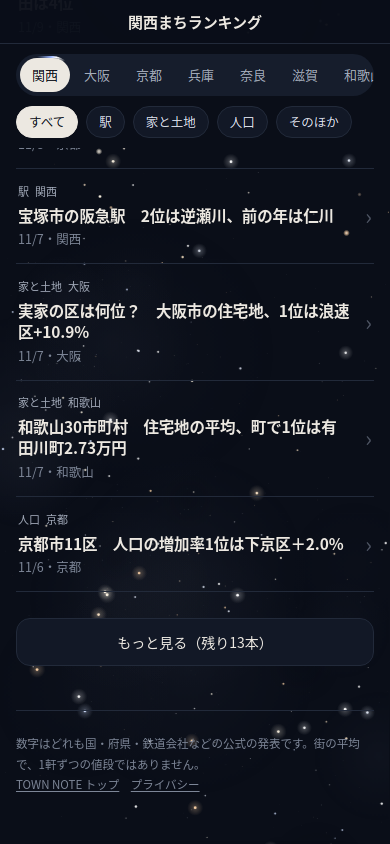 関西まちランキング
関西 大阪 京都 兵庫 奈良 滋賀
すべて 駅 家と土地 人口 そのほか
駅 関西
宝塚市の阪急駅　2位は逆瀬川、前の年は仁川
11/7・関西
家と土地 大阪
実家の区は何位？　大阪市の住宅地、1位は浪速
区+10.9%
11/7・大阪
家と土地 和歌山
和歌山30市町村　住宅地の平均、町で1位は有
田川町2.73万円
11/7・和歌山
人口 京都
京都市11区　人口の増加率1位は下京区＋2.0%
11/6・京都
もっと見る（残り13本）
数字はどれも国・府県・鉄道会社などの公式の発表です。街の平均
で、1軒ずつの値段ではありません。
TOWN NOTE トップ　プライバシー